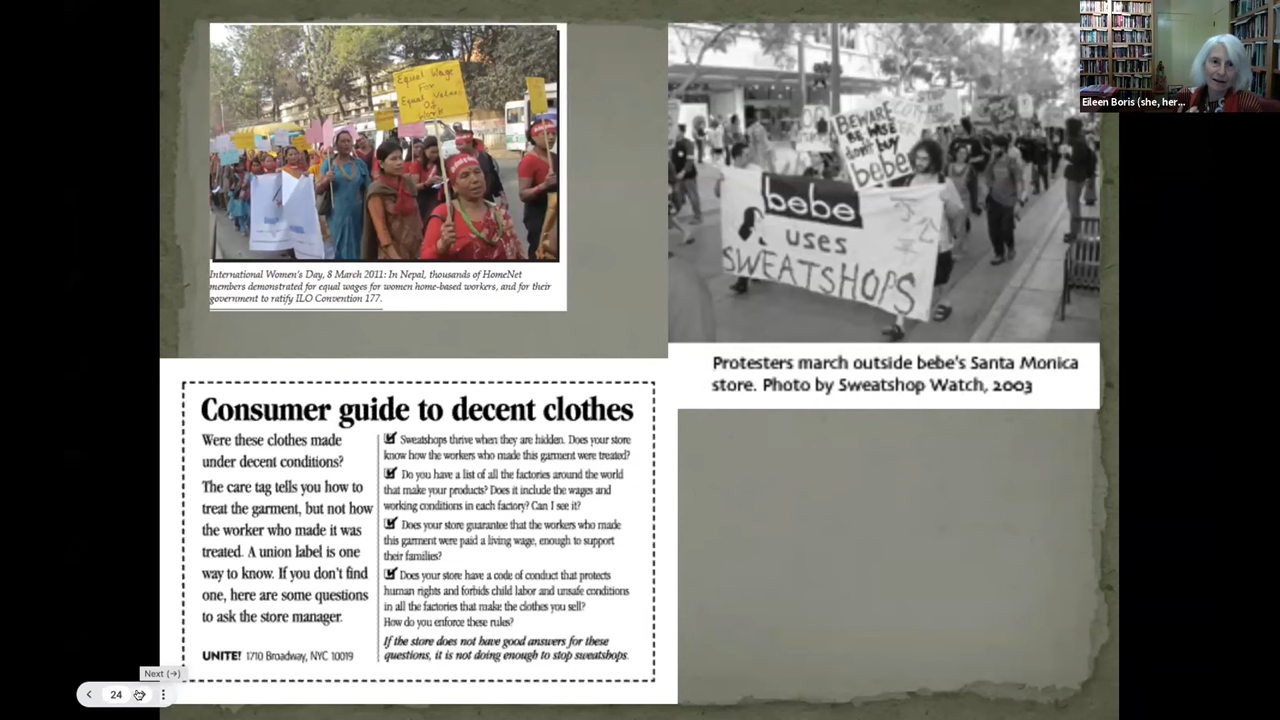 Equal Wage
For
Equal Value
Of
Work
International Women's Day, 8 March 2011: In Nepal, thousands of HomeNet
members demonstrated for equal wages for women home-based workers, and for their
government to ratify ILO Convention 177.
BEWARE
BE WISE
don't buy
bebe
bebe
uses
SWEATSHOPS
Protesters march outside bebe's Santa Monica
store. Photo by Sweatshop Watch, 2003
Eileen Boris (she, her...
Consumer guide to decent clothes
Were these clothes made
under decent conditions?
The care tag tells you how to
treat the garment, but not how
the worker who made it was
treated. A union label is one
way to know. If you don't find
one, here are some questions
to ask the store manager.
UNITE! 1710 Broadway, NYC 10019
Sweatshops thrive when they are hidden. Does your store
know how the workers who made this garment were treated?
Do you have a list of all the factories around the world
that make your products? Does it include the wages and
working conditions in each factory? Can I see it?
Does your store guarantee that the workers who made
this garment were paid a living wage, enough to support
their families?
Does your store have a code of conduct that protects
human rights and forbids child labor and unsafe conditions
in all the factories that make the clothes you sell?
How do you enforce these rules?
If the store does not have good answers for these
questions, it is not doing enough to stop sweatshops.
Next (→)
24